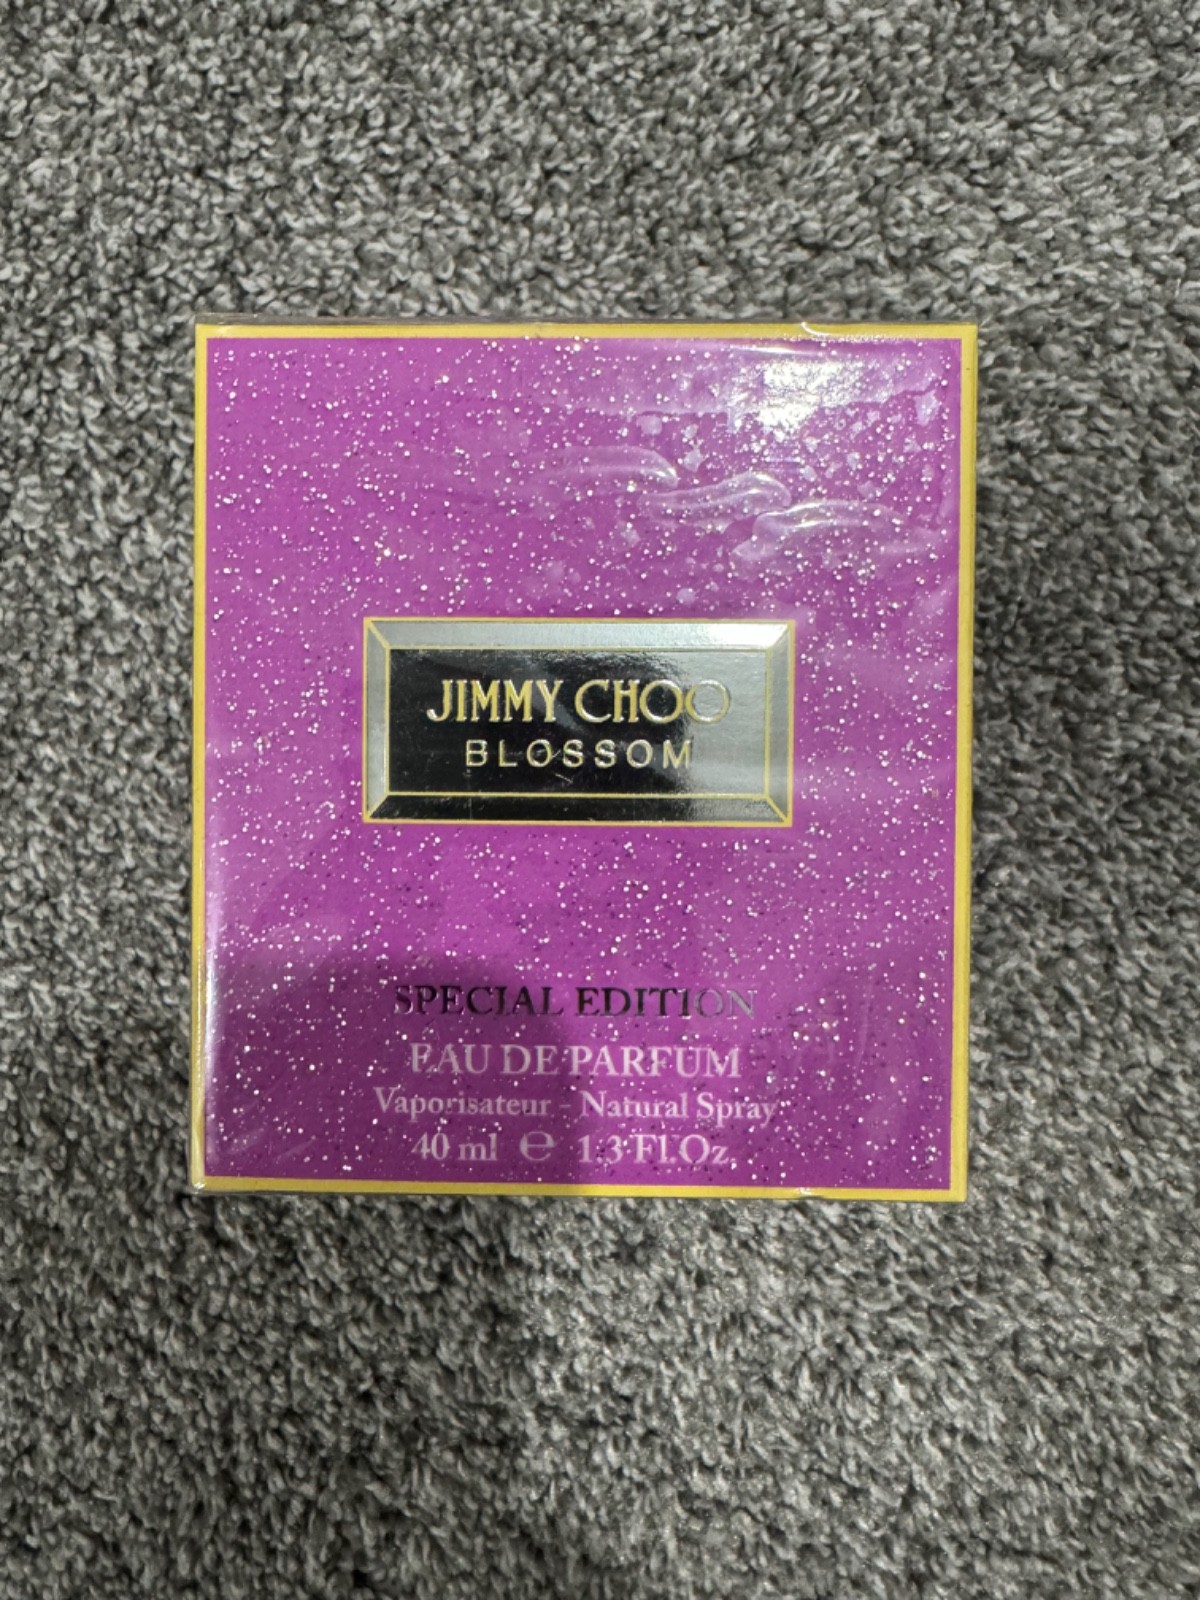 JIMMY CHOO
BLOSSOM
SPECIAL EDITION
EAU DE PARFUM
Vaporisateur - Natural Spray
40 ml ℮ 1.3 Fl.Oz.